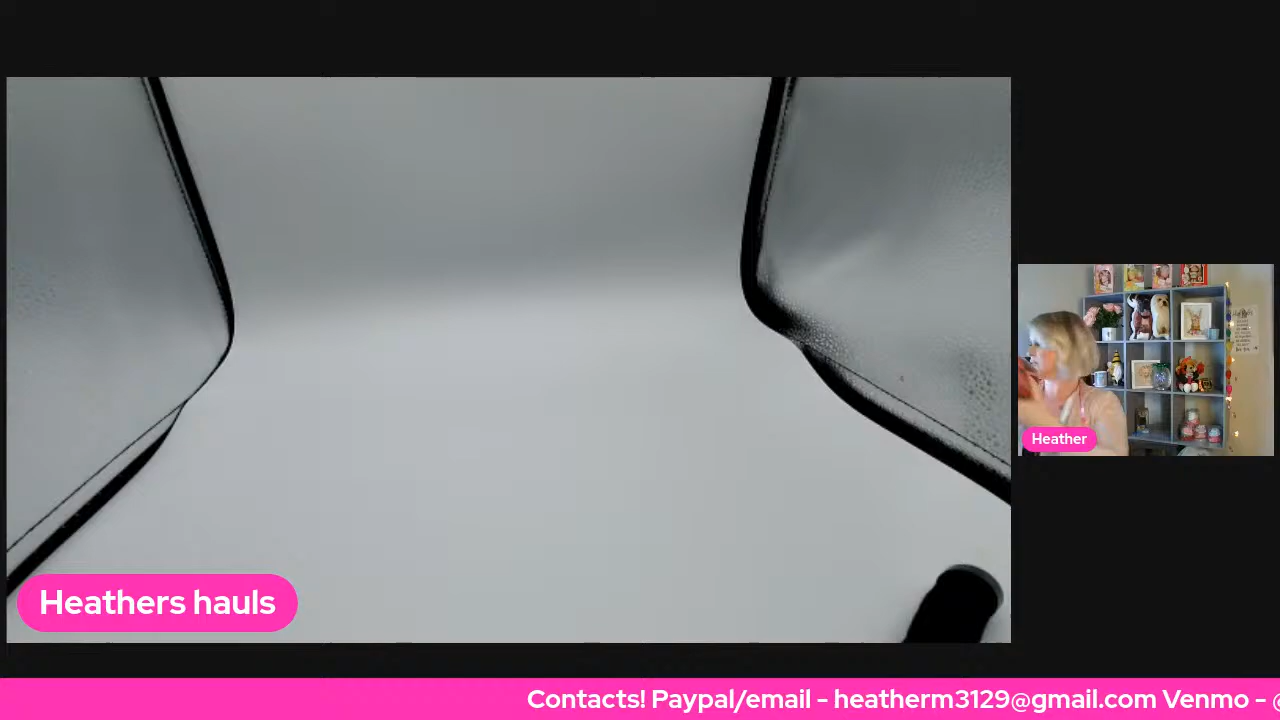 Heather
Heathers hauls
Contacts! Paypal/email - heatherm3129@gmail.com Venmo - @